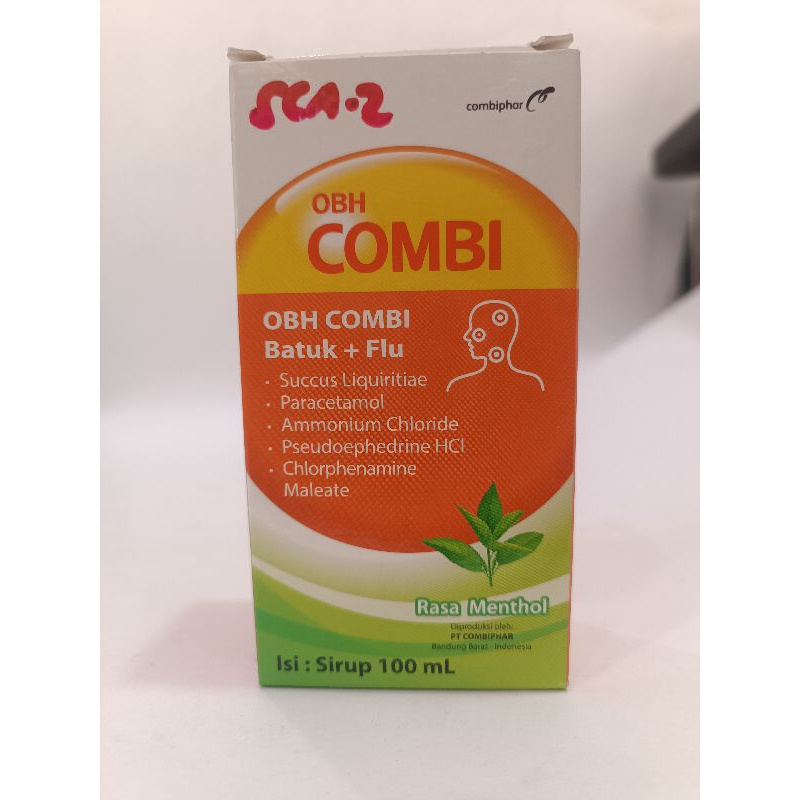 SCA-2
combiphar
OBH
COMBI
OBH COMBI
Batuk + Flu
· Succus Liquiritiae
· Paracetamol
· Ammonium Chloride
· Pseudoephedrine HCl
· Chlorphenamine
Maleate
Rasa Menthol
Diproduksi oleh:
PT COMBIPHAR
Bandung Barat - Indonesia
Isi : Sirup 100 mL